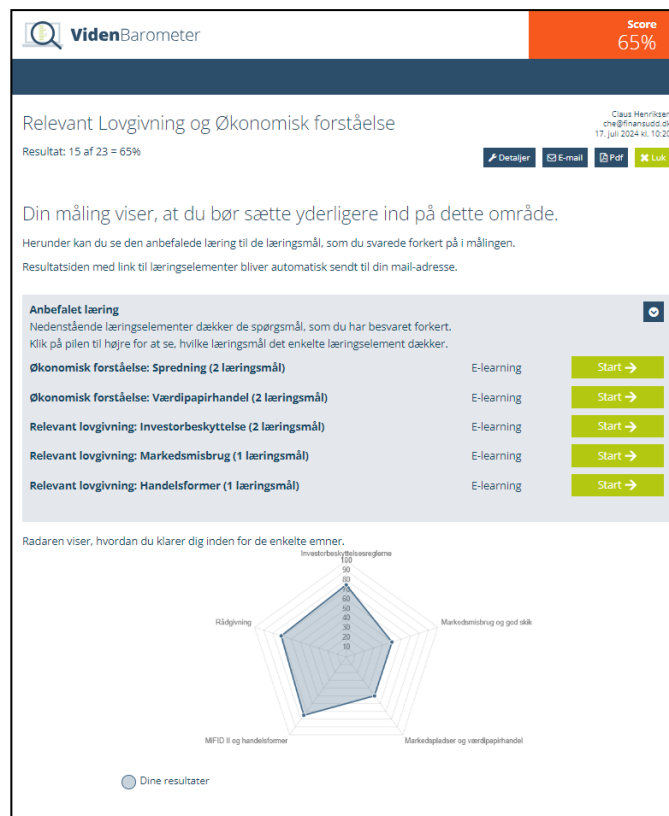 VidenBarometer
Score
65%
Relevant Lovgivning og Økonomisk forståelse
Claus Henriksen
che@finansudd.dk
17. juli 2024 kl. 10:20
Resultat: 15 af 23 = 65%
Detaljer
E-mail
Pdf
Luk
Din måling viser, at du bør sætte yderligere ind på dette område.
Herunder kan du se den anbefalede læring til de læringsmål, som du svarede forkert på i målingen.
Resultatsiden med link til læringselementer bliver automatisk sendt til din mail-adresse.
Anbefalet læring
Nedenstående læringselementer dækker de spørgsmål, som du har besvaret forkert.
Klik på pilen til højre for at se, hvilke læringsmål det enkelte læringselement dækker.
Økonomisk forståelse: Spredning (2 læringsmål) E-learning Start
Økonomisk forståelse: Værdipapirhandel (2 læringsmål) E-learning Start
Relevant lovgivning: Investorbeskyttelse (2 læringsmål) E-learning Start
Relevant lovgivning: Markedsmisbrug (1 læringsmål) E-learning Start
Relevant lovgivning: Handelsformer (1 læringsmål) E-learning Start
Radaren viser, hvordan du klarer dig inden for de enkelte emner.
Investorbeskyttelsesreglerne
100
90
80
70
60
50
40
30
20
10
Rådgivning
Markedsmisbrug og god skik
MIFID II og handelsformer
Markedspladser og værdipapirhandel
Dine resultater